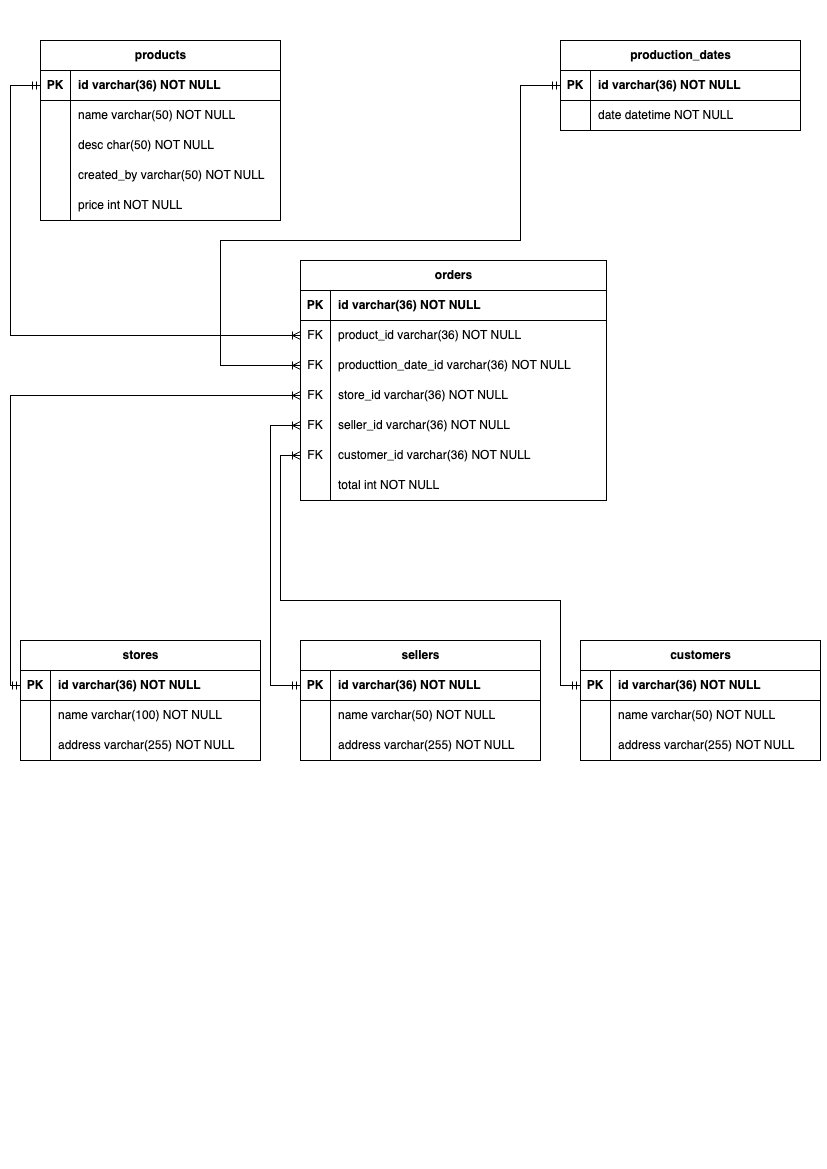 products
PK id varchar(36) NOT NULL
name varchar(50) NOT NULL
desc char(50) NOT NULL
created_by varchar(50) NOT NULL
price int NOT NULL
production_dates
PK id varchar(36) NOT NULL
date datetime NOT NULL
orders
PK id varchar(36) NOT NULL
FK product_id varchar(36) NOT NULL
FK producttion_date_id varchar(36) NOT NULL
FK store_id varchar(36) NOT NULL
FK seller_id varchar(36) NOT NULL
FK customer_id varchar(36) NOT NULL
total int NOT NULL
stores
PK id varchar(36) NOT NULL
name varchar(100) NOT NULL
address varchar(255) NOT NULL
sellers
PK id varchar(36) NOT NULL
name varchar(50) NOT NULL
address varchar(255) NOT NULL
customers
PK id varchar(36) NOT NULL
name varchar(50) NOT NULL
address varchar(255) NOT NULL